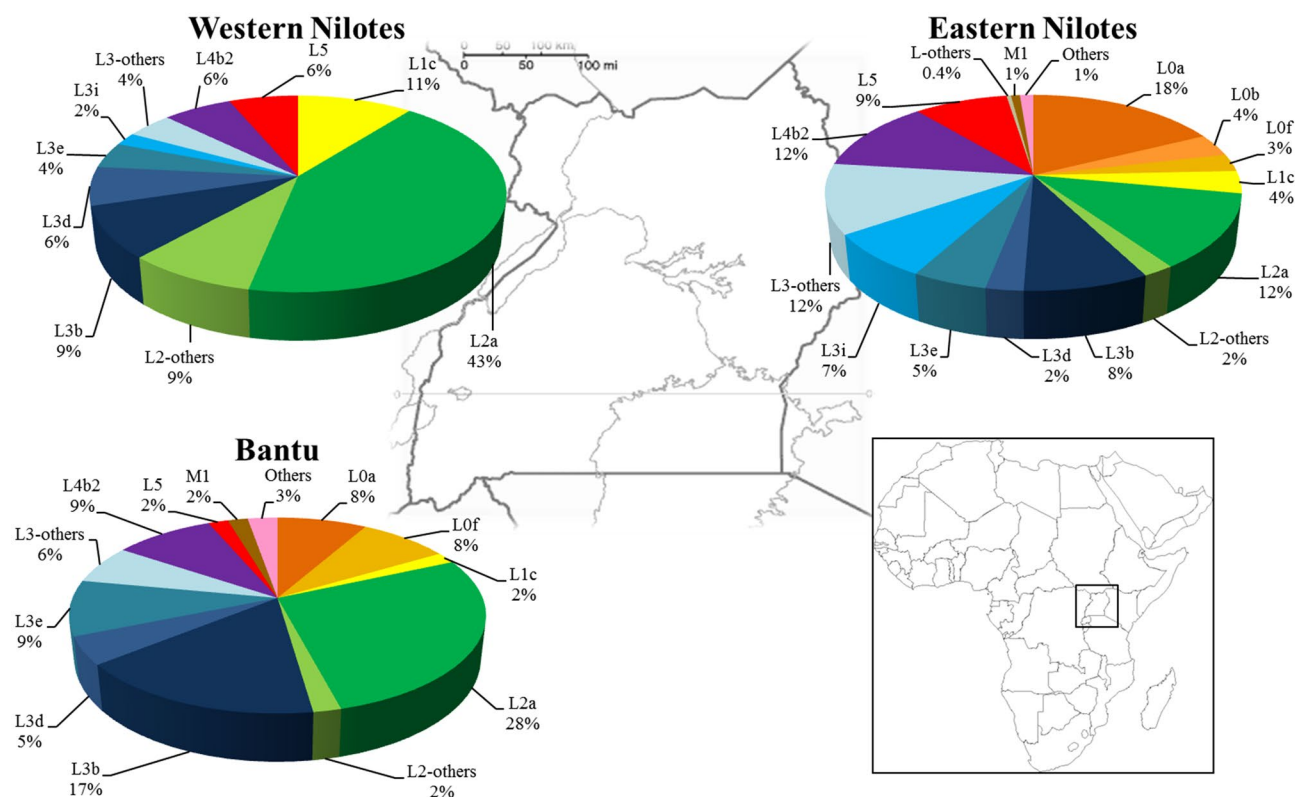 Western Nilotes
L5
6%
L4b2
6%
L3-others
4%
L3i
2%
L3e
4%
L3d
6%
L3b
9%
L2-others
9%
L2a
43%
L1c
11%
0 50 100 km
0 50 100 mi
Eastern Nilotes
L-others
0.4%
M1
1%
Others
1%
L0a
18%
L0b
4%
L0f
3%
L1c
4%
L2a
12%
L2-others
2%
L3b
8%
L3d
2%
L3e
5%
L3i
7%
L3-others
12%
L4b2
12%
L5
9%
0
0
Bantu
L4b2
9%
L5
2%
M1
2%
Others
3%
L0a
8%
L0f
8%
L1c
2%
L2a
28%
L2-others
2%
L3b
17%
L3d
5%
L3e
9%
L3-others
6%